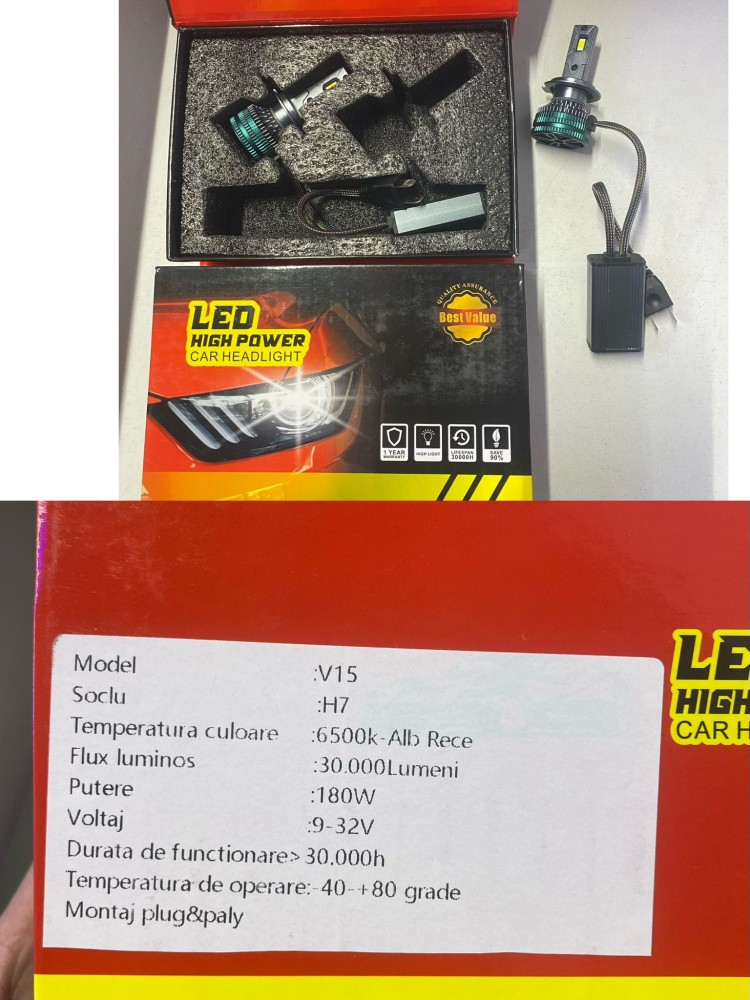 LED
HIGH POWER
CAR HEADLIGHT
QUALITY ASSURANCE
Best Value
1 YEAR
WARRANTY
HIGH LIGHT
LIFESPAN
30000H
SAVE
90%
LE
HIGH
CAR H
Model :V15
Soclu :H7
Temperatura culoare :6500k-Alb Rece
Flux luminos :30.000Lumeni
Putere :180W
Voltaj :9-32V
Durata de functionare>30.000h
Temperatura de operare:-40-+80 grade
Montaj plug&paly